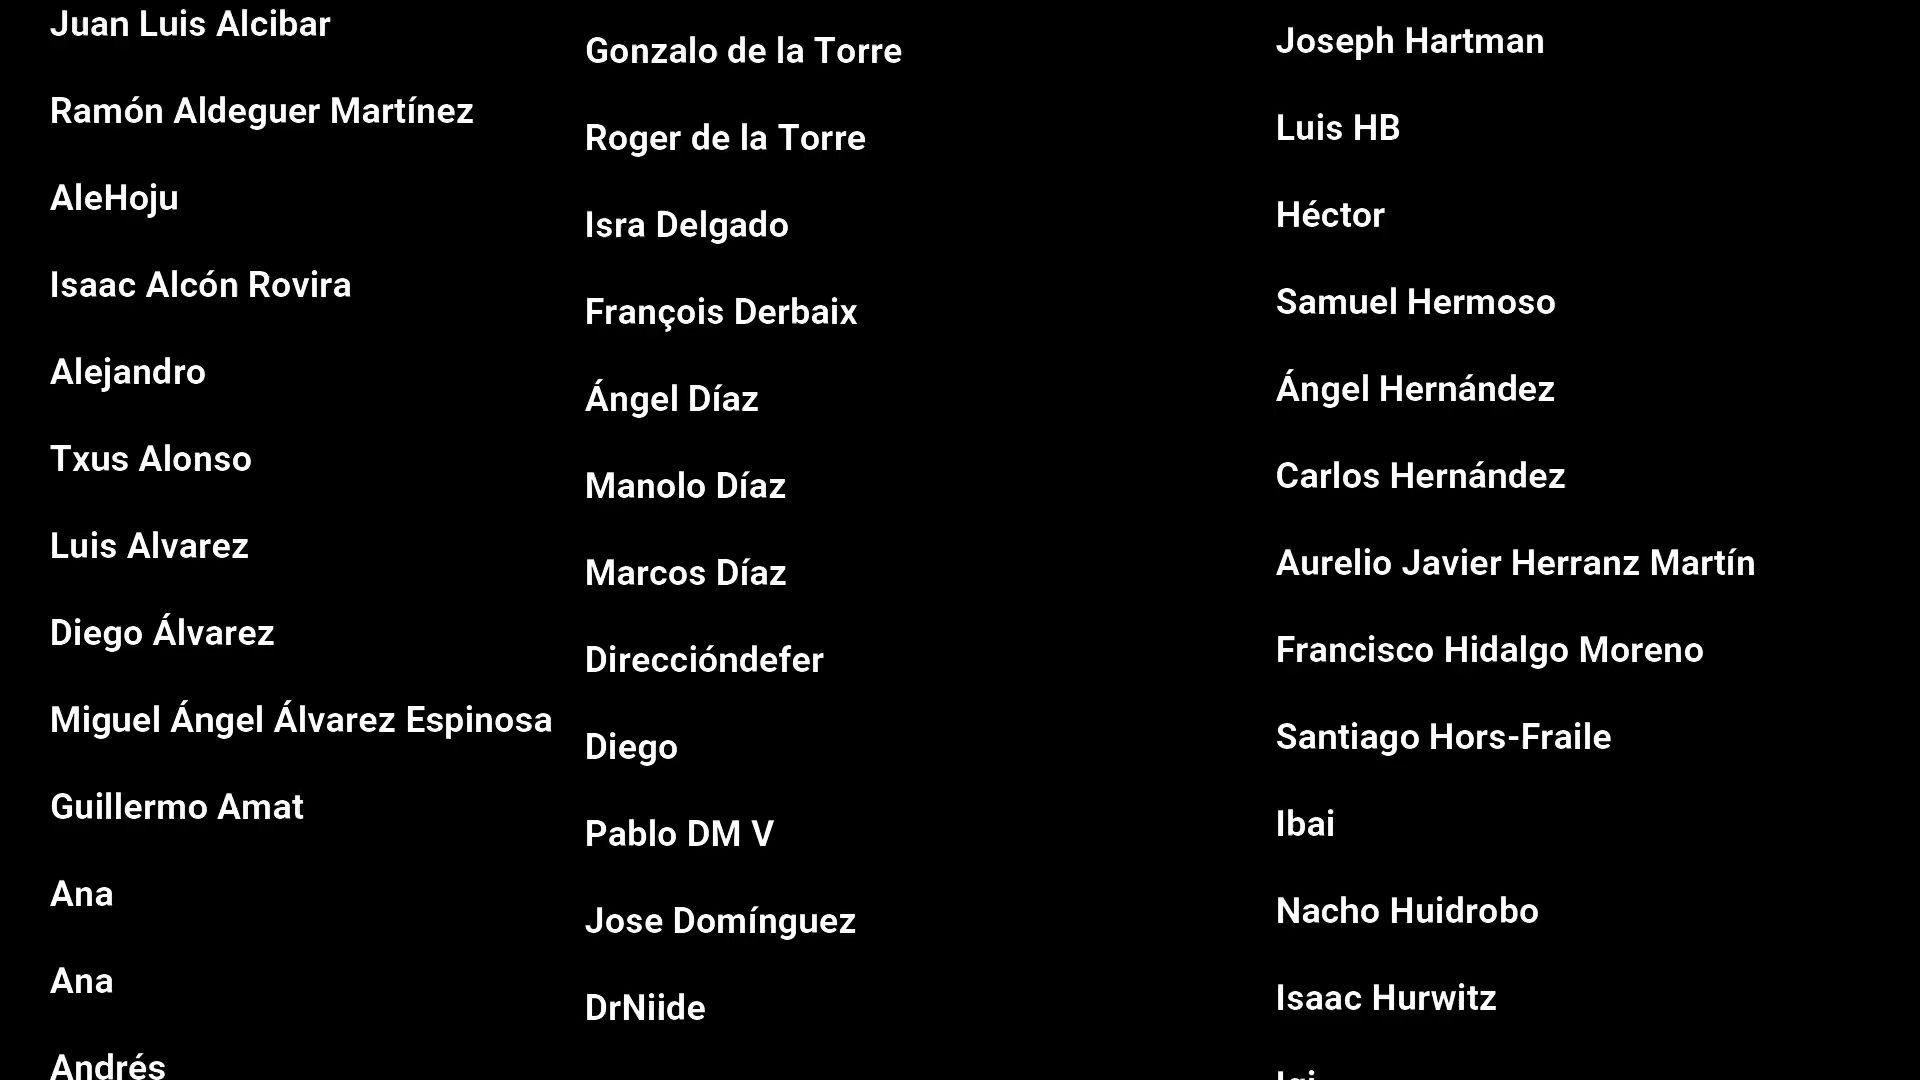 Juan Luis Alcibar
Ramón Aldeguer Martínez
AleHoju
Isaac Alcón Rovira
Alejandro
Txus Alonso
Luis Alvarez
Diego Álvarez
Miguel Ángel Álvarez Espinosa
Guillermo Amat
Ana
Ana
Andrés
Gonzalo de la Torre
Roger de la Torre
Isra Delgado
François Derbaix
Ángel Díaz
Manolo Díaz
Marcos Díaz
Direccióndefer
Diego
Pablo DM V
Jose Domínguez
DrNiide
Joseph Hartman
Luis HB
Héctor
Samuel Hermoso
Ángel Hernández
Carlos Hernández
Aurelio Javier Herranz Martín
Francisco Hidalgo Moreno
Santiago Hors-Fraile
Ibai
Nacho Huidrobo
Isaac Hurwitz